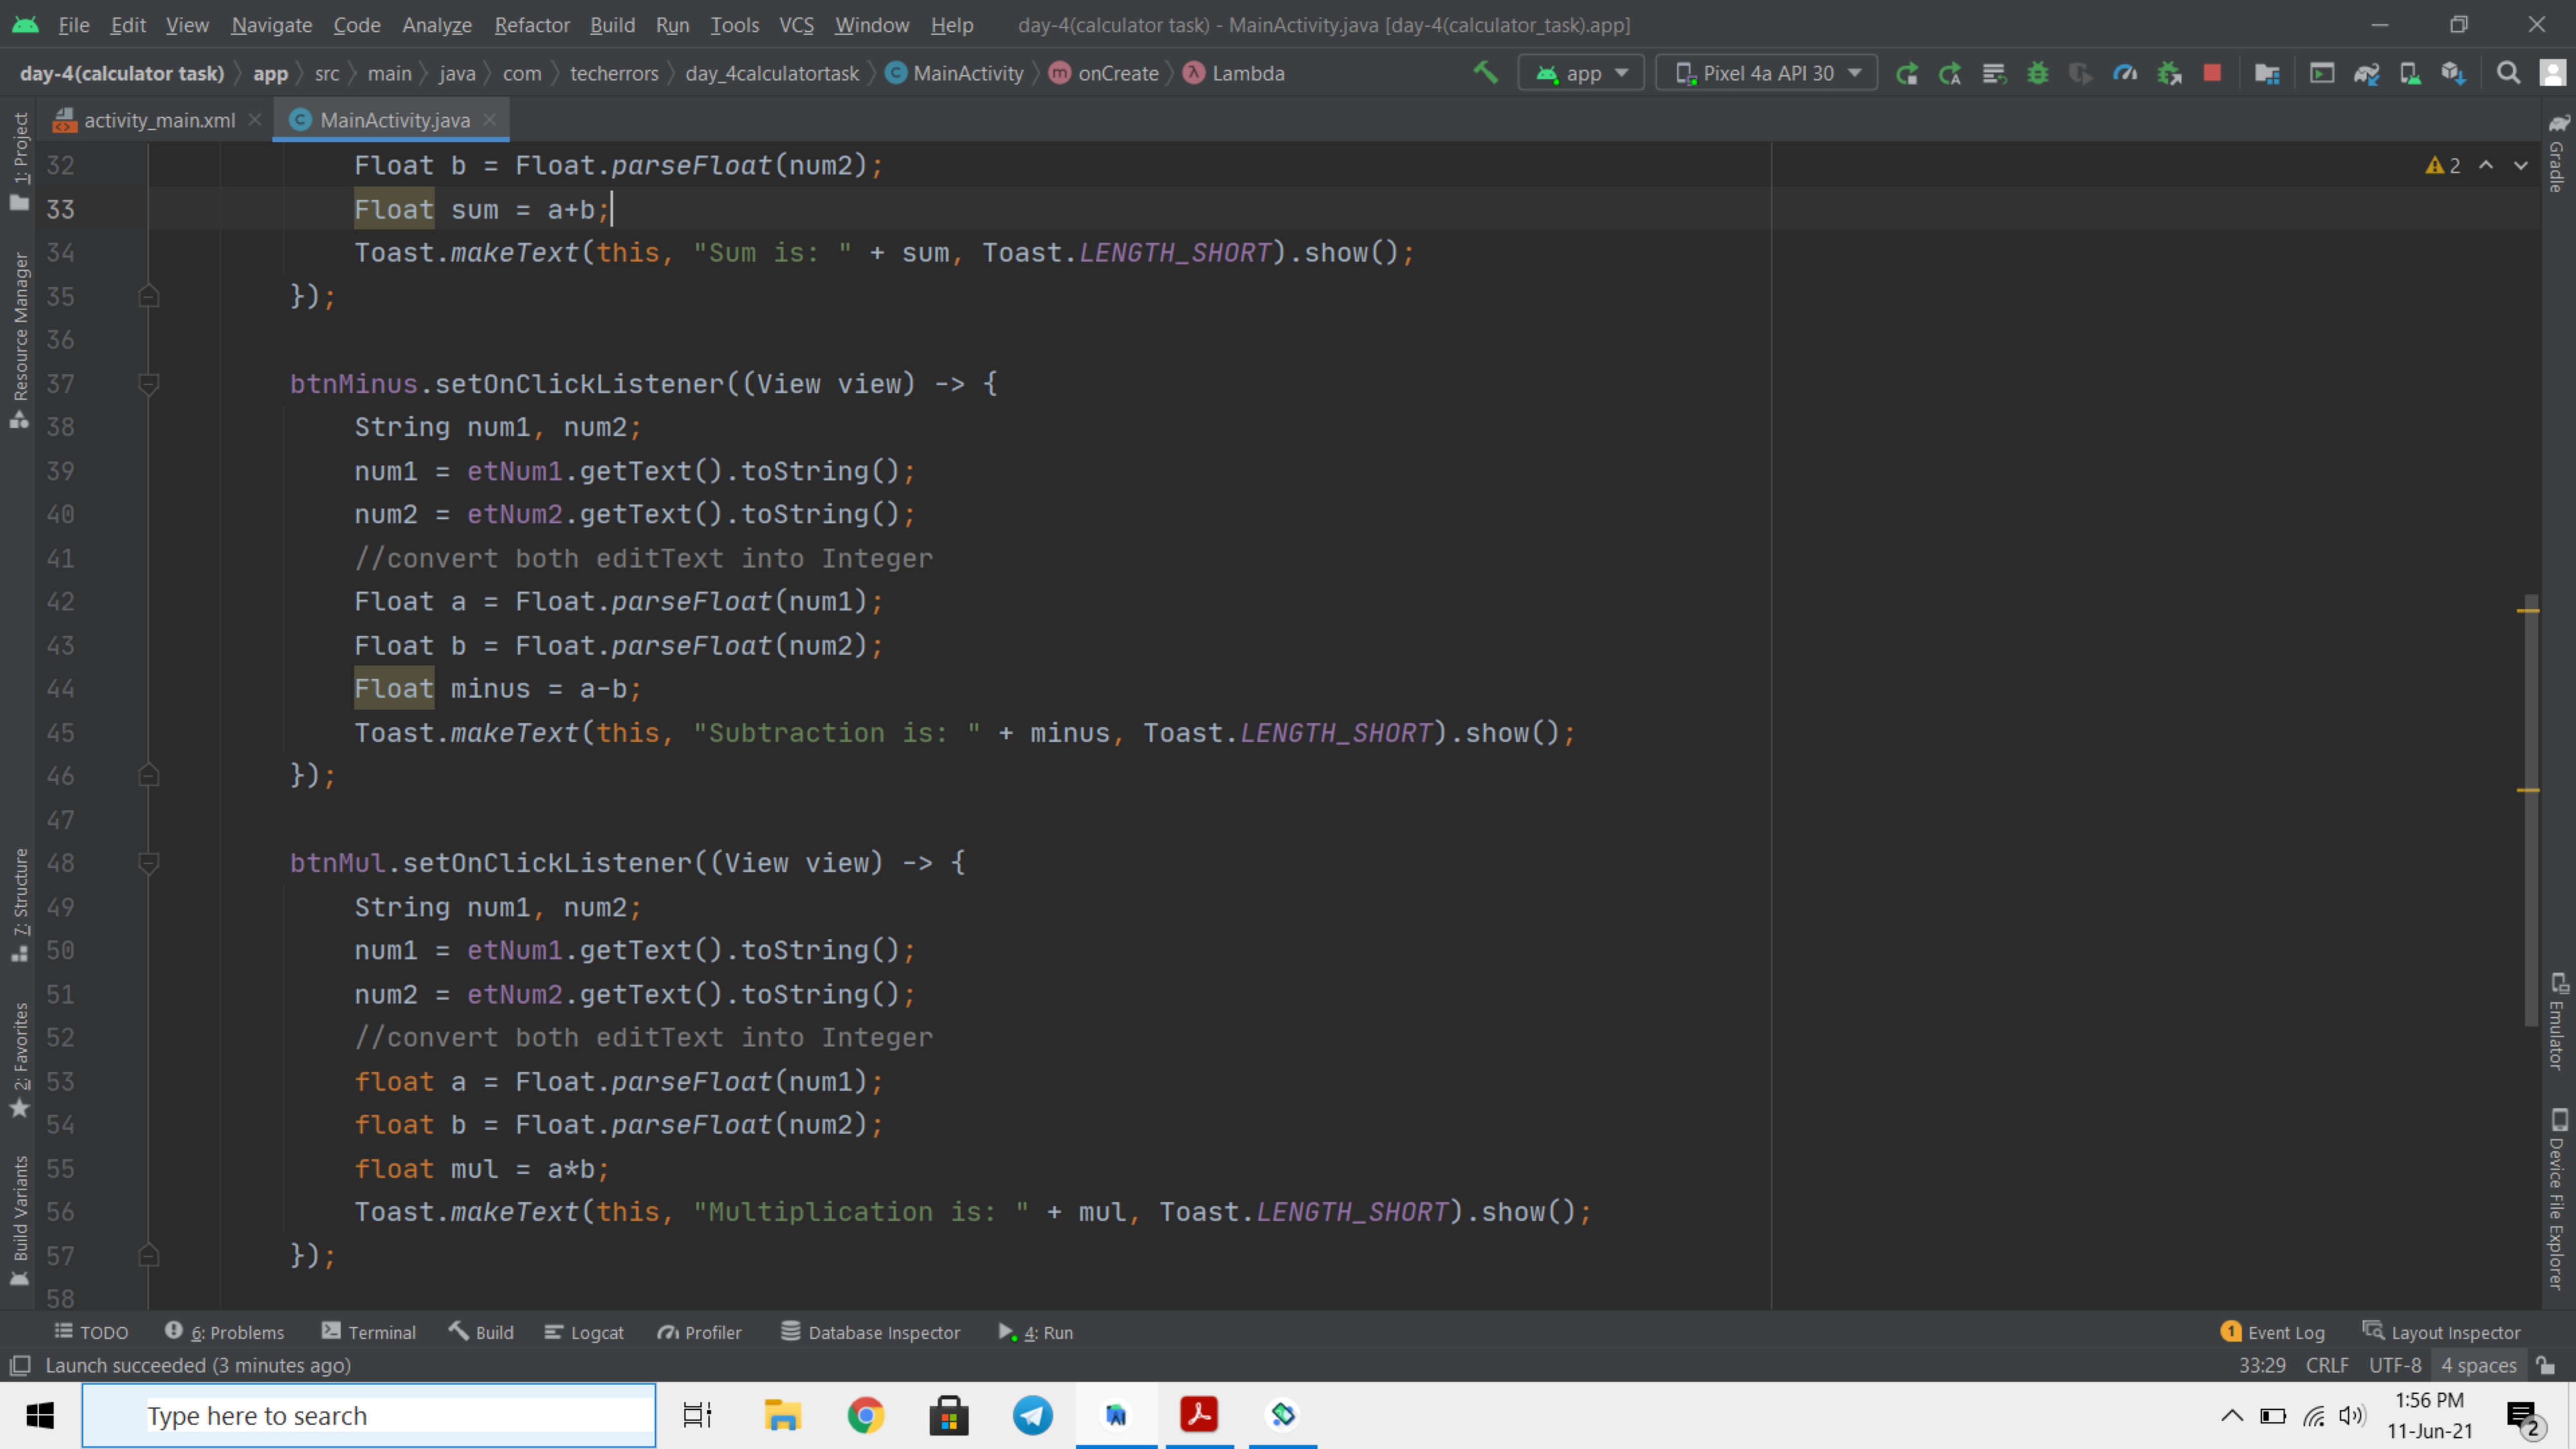 File Edit View Navigate Code Analyze Refactor Build Run Tools VCS Window Help day-4(calculator task) - MainActivity.java [day-4(calculator_task).app]
day-4(calculator task) app src main java com techerrors day_4calculatortask MainActivity onCreate Lambda app Pixel 4a API 30
activity_main.xml MainActivity.java
1: Project
Resource Manager
7: Structure
2: Favorites
Build Variants
32 Float b = Float.parseFloat(num2);
33 Float sum = a+b;
34 Toast.makeText(this, "Sum is: " + sum, Toast.LENGTH_SHORT).show();
35 });
36
37 btnMinus.setOnClickListener((View view) -> {
38 String num1, num2;
39 num1 = etNum1.getText().toString();
40 num2 = etNum2.getText().toString();
41 //convert both editText into Integer
42 Float a = Float.parseFloat(num1);
43 Float b = Float.parseFloat(num2);
44 Float minus = a-b;
45 Toast.makeText(this, "Subtraction is: " + minus, Toast.LENGTH_SHORT).show();
46 });
47
48 btnMul.setOnClickListener((View view) -> {
49 String num1, num2;
50 num1 = etNum1.getText().toString();
51 num2 = etNum2.getText().toString();
52 //convert both editText into Integer
53 float a = Float.parseFloat(num1);
54 float b = Float.parseFloat(num2);
55 float mul = a*b;
56 Toast.makeText(this, "Multiplication is: " + mul, Toast.LENGTH_SHORT).show();
57 });
58
2
Gradle
Emulator
Device File Explorer
TODO 6: Problems Terminal Build Logcat Profiler Database Inspector 4: Run 1 Event Log Layout Inspector
Launch succeeded (3 minutes ago) 33:29 CRLF UTF-8 4 spaces
Type here to search
1:56 PM
11-Jun-21
2